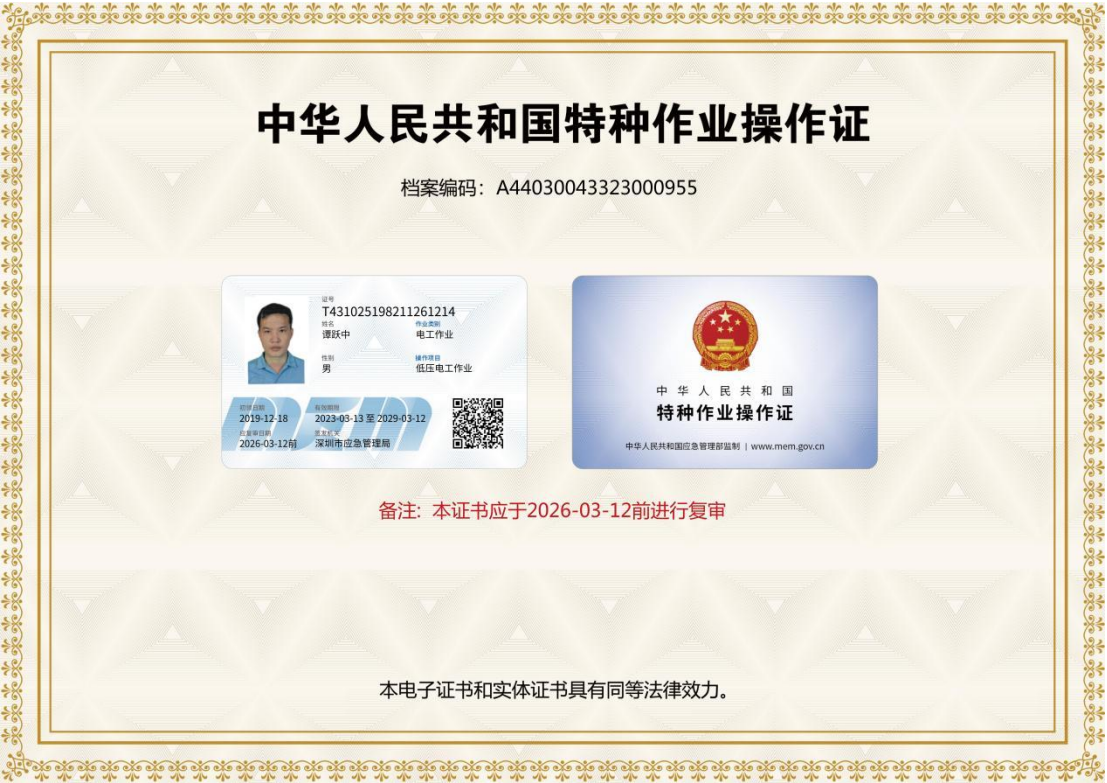 中华人民共和国特种作业操作证
档案编码：A44030043323000955
证号
T431025198211261214
姓名 作业类别
谭跃中 电工作业
性别 操作项目
男 低压电工作业
初领日期 有效期限
2019-12-18 2023-03-13 至 2029-03-12
应复审日期 签发机关
2026-03-12前 深圳市应急管理局
中华人民共和国
特种作业操作证
中华人民共和国应急管理部监制 | www.mem.gov.cn
备注: 本证书应于2026-03-12前进行复审
本电子证书和实体证书具有同等法律效力。